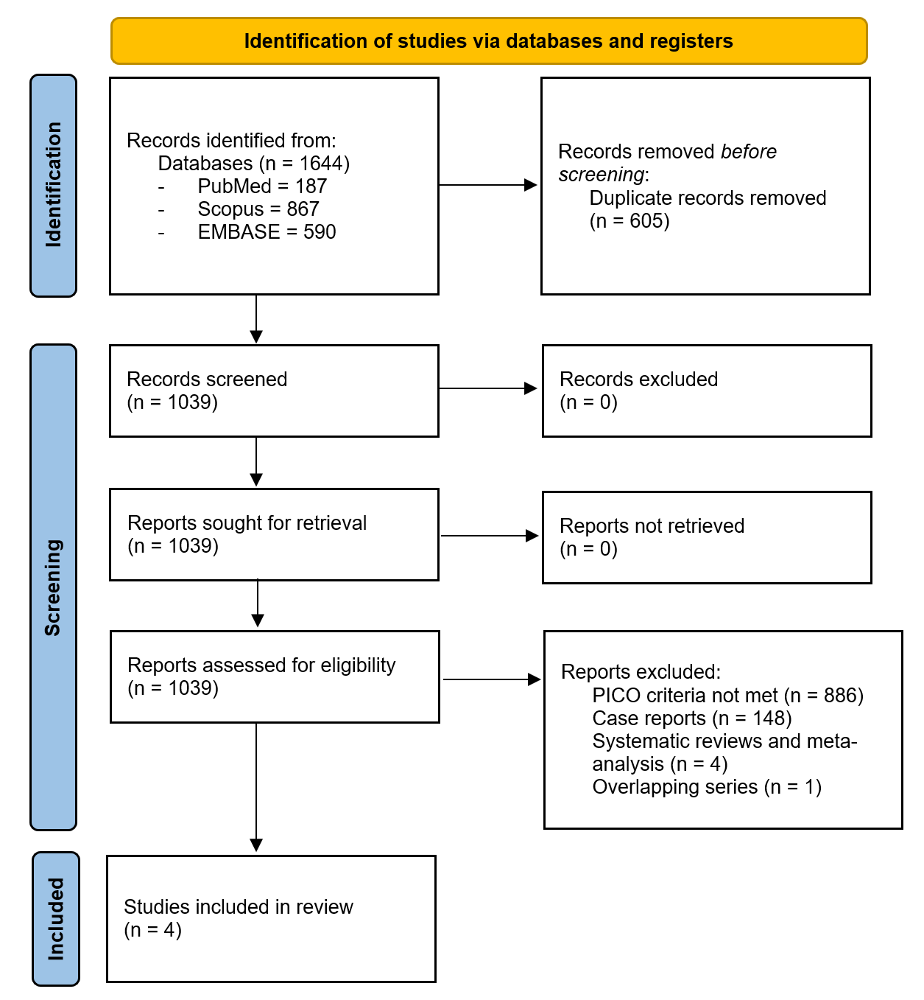 Identification of studies via databases and registers
Identification
Records identified from:
Databases (n = 1644)
- PubMed = 187
- Scopus = 867
- EMBASE = 590
Records removed before
screening:
Duplicate records removed
(n = 605)
Screening
Records screened
(n = 1039)
Records excluded
(n = 0)
Reports sought for retrieval
(n = 1039)
Reports not retrieved
(n = 0)
Reports assessed for eligibility
(n = 1039)
Reports excluded:
PICO criteria not met (n = 886)
Case reports (n = 148)
Systematic reviews and meta-
analysis (n = 4)
Overlapping series (n = 1)
Included
Studies included in review
(n = 4)